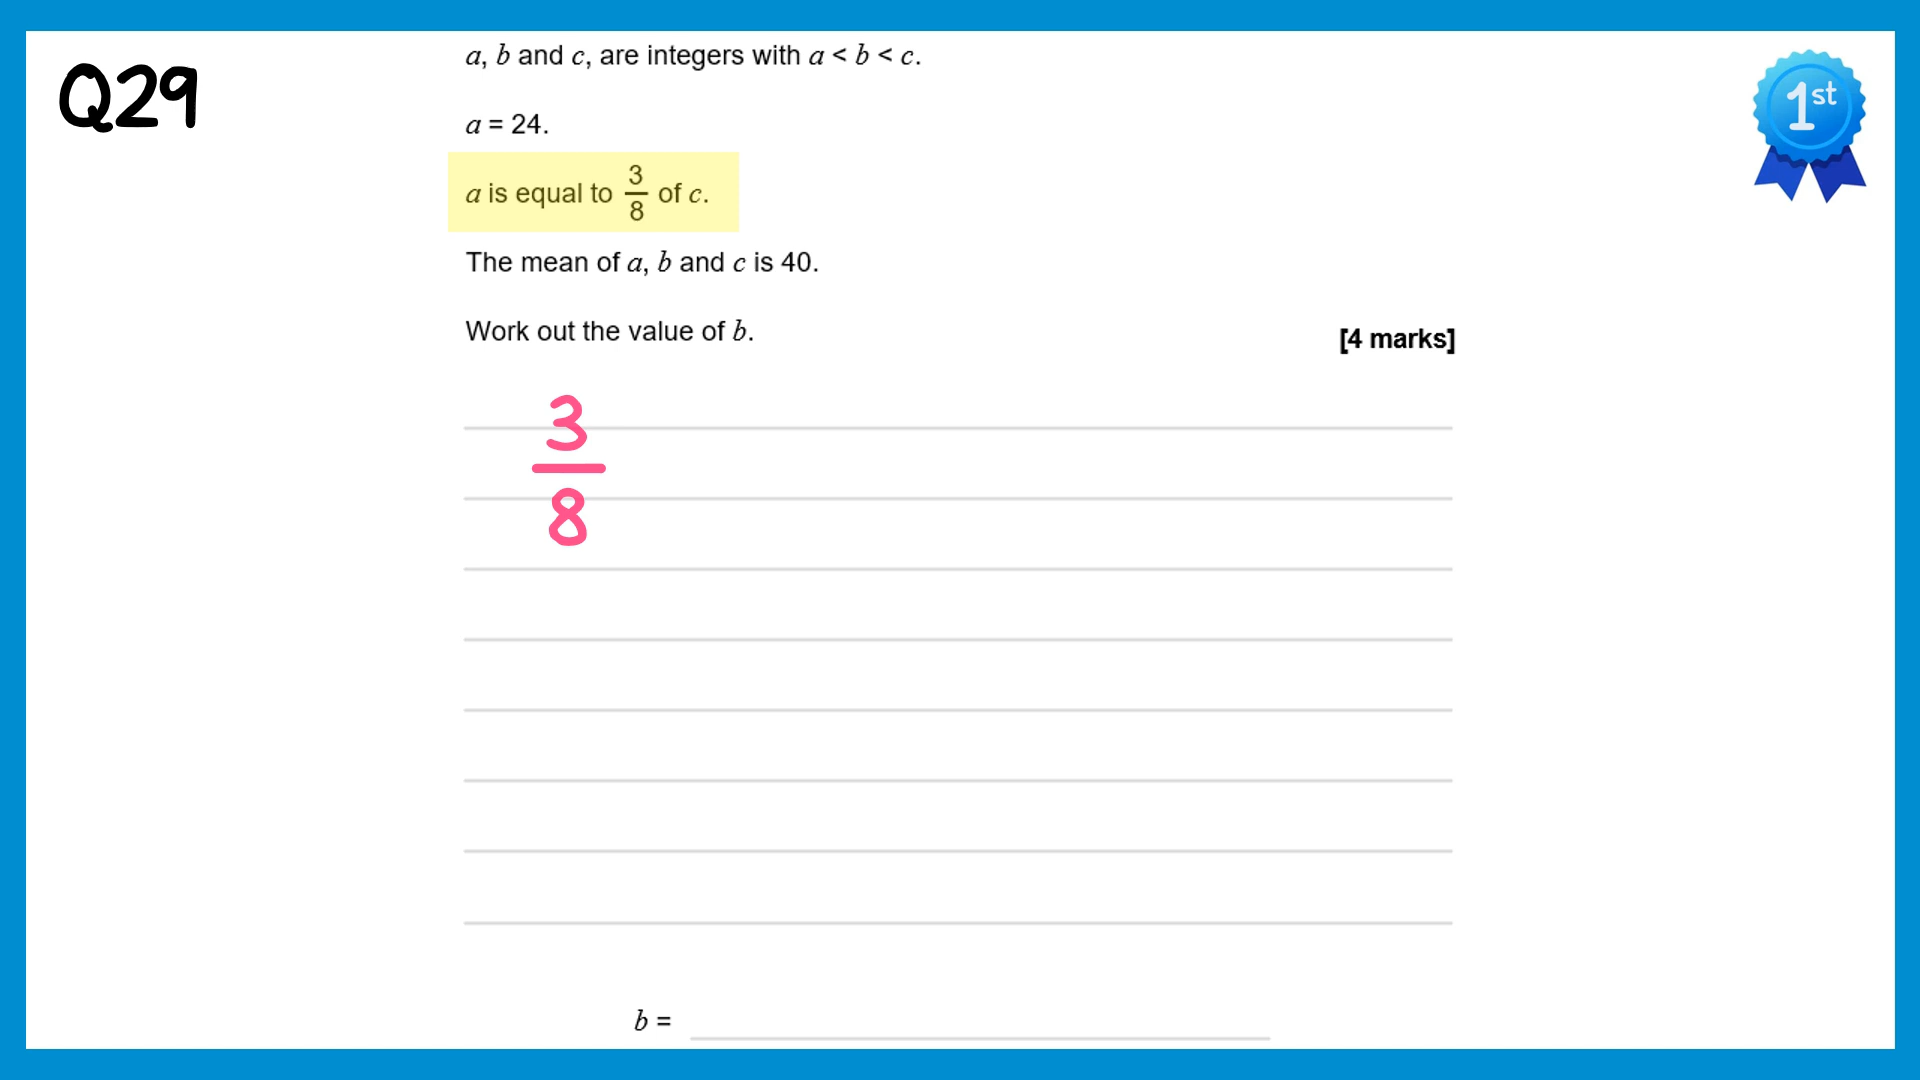 Q29
a, b and c, are integers with a < b < c.
1st
a = 24.
a is equal to 3/8 of c.
The mean of a, b and c is 40.
Work out the value of b.
[4 marks]
3
8
b =